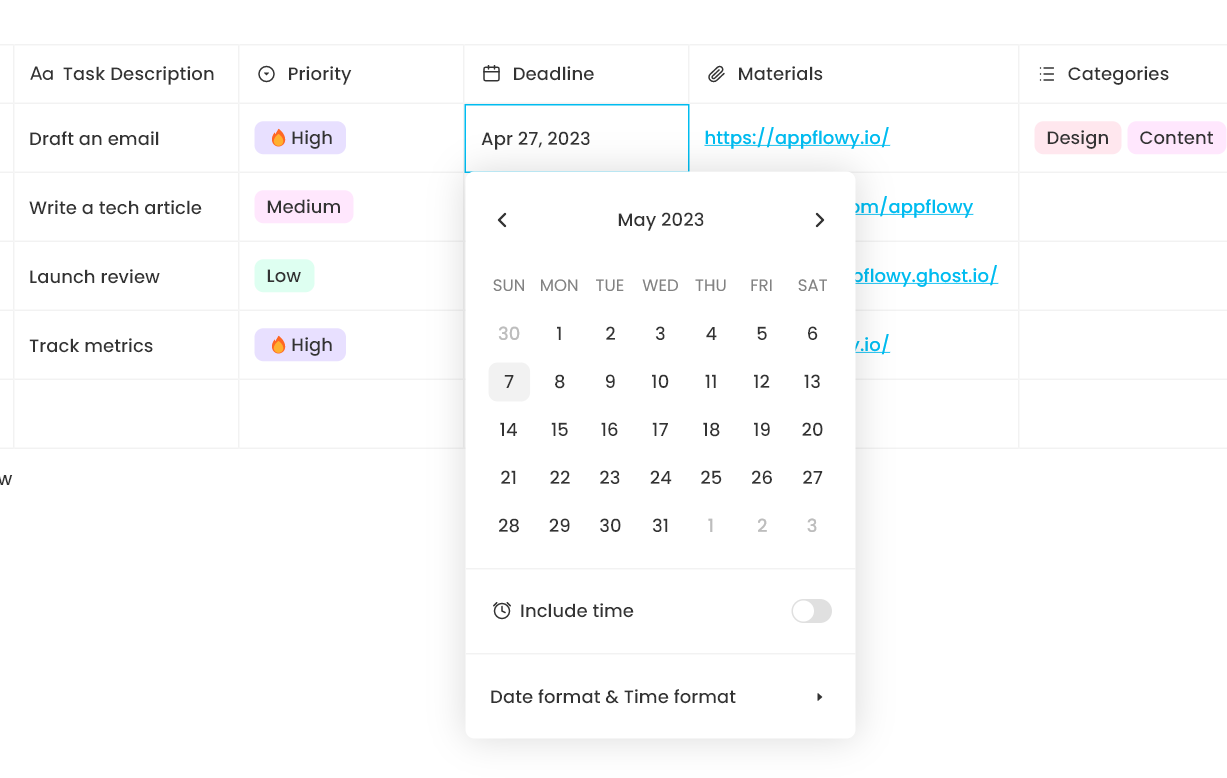 Aa Task Description Priority Deadline Materials Categories
Draft an email 🔥 High Apr 27, 2023 https://appflowy.io/ Design Content
Write a tech article Medium om/appflowy
Launch review Low pflowy.ghost.io/
Track metrics 🔥 High y.io/
w
May 2023
SUN MON TUE WED THU FRI SAT
30 1 2 3 4 5 6
7 8 9 10 11 12 13
14 15 16 17 18 19 20
21 22 23 24 25 26 27
28 29 30 31 1 2 3
Include time
Date format & Time format